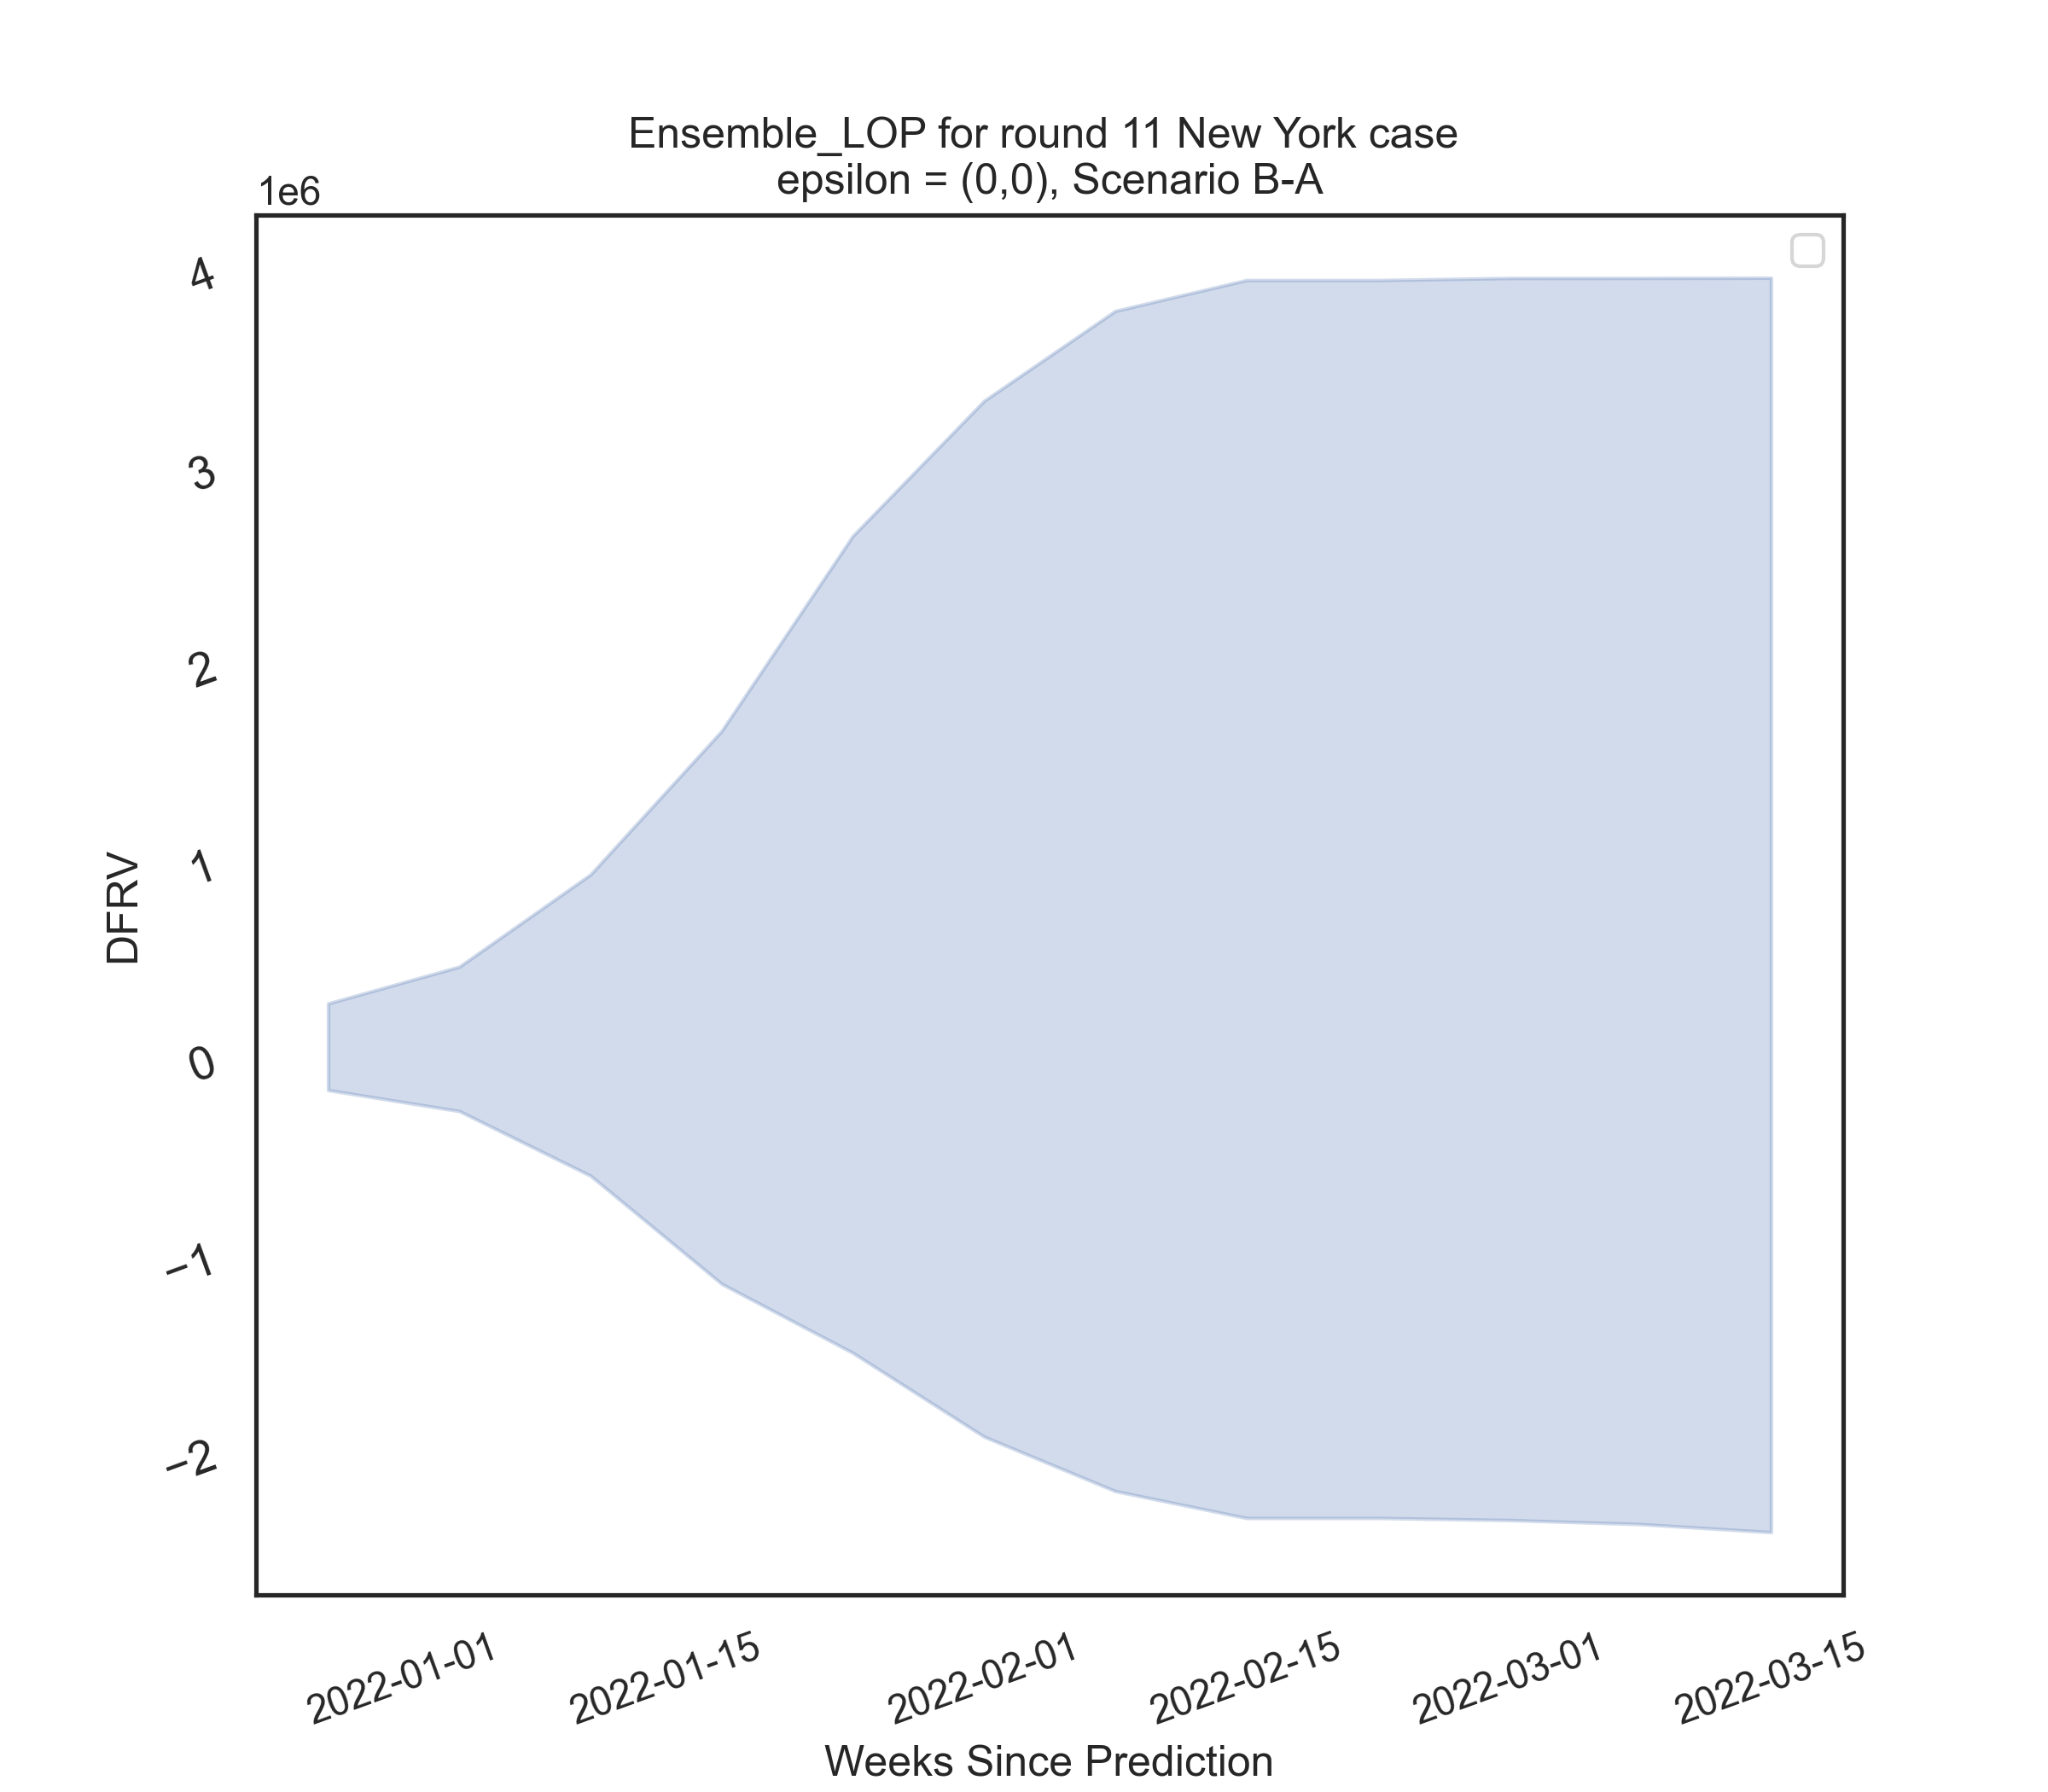 Ensemble_LOP for round 11 New York case
epsilon = (0,0), Scenario B-A
1e6
4
3
2
1
0
−1
−2
DFRV
2022-01-01
2022-01-15
2022-02-01
2022-02-15
2022-03-01
2022-03-15
Weeks Since Prediction